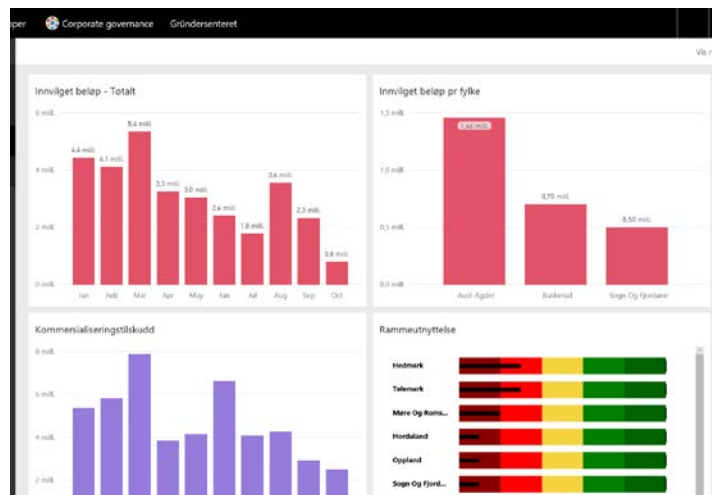 pper Corporate governance Gründersenteret
Vis r
Innvilget beløp - Totalt
6 mill.
4 mill.
2 mill.
0 mill.
4,4 mill.
4,1 mill.
5,4 mill.
3,3 mill.
3,0 mill.
2,4 mill.
1,8 mill.
3,6 mill.
2,3 mill.
0,8 mill.
Jan Feb Mar Apr May Jun Jul Aug Sep Oct
Innvilget beløp pr fylke
1,5 mill.
1,0 mill.
0,5 mill.
0,0 mill.
1,46 mill.
0,70 mill.
0,50 mill.
Aust-Agder Buskerud Sogn Og Fjordane
Kommersialiseringstilskudd
8 mill.
6 mill.
4 mill.
2 mill.
Rammeutnyttelse
Hedmark
Telemark
Møre Og Roms...
Hordaland
Oppland
Sogn Og Fjord...